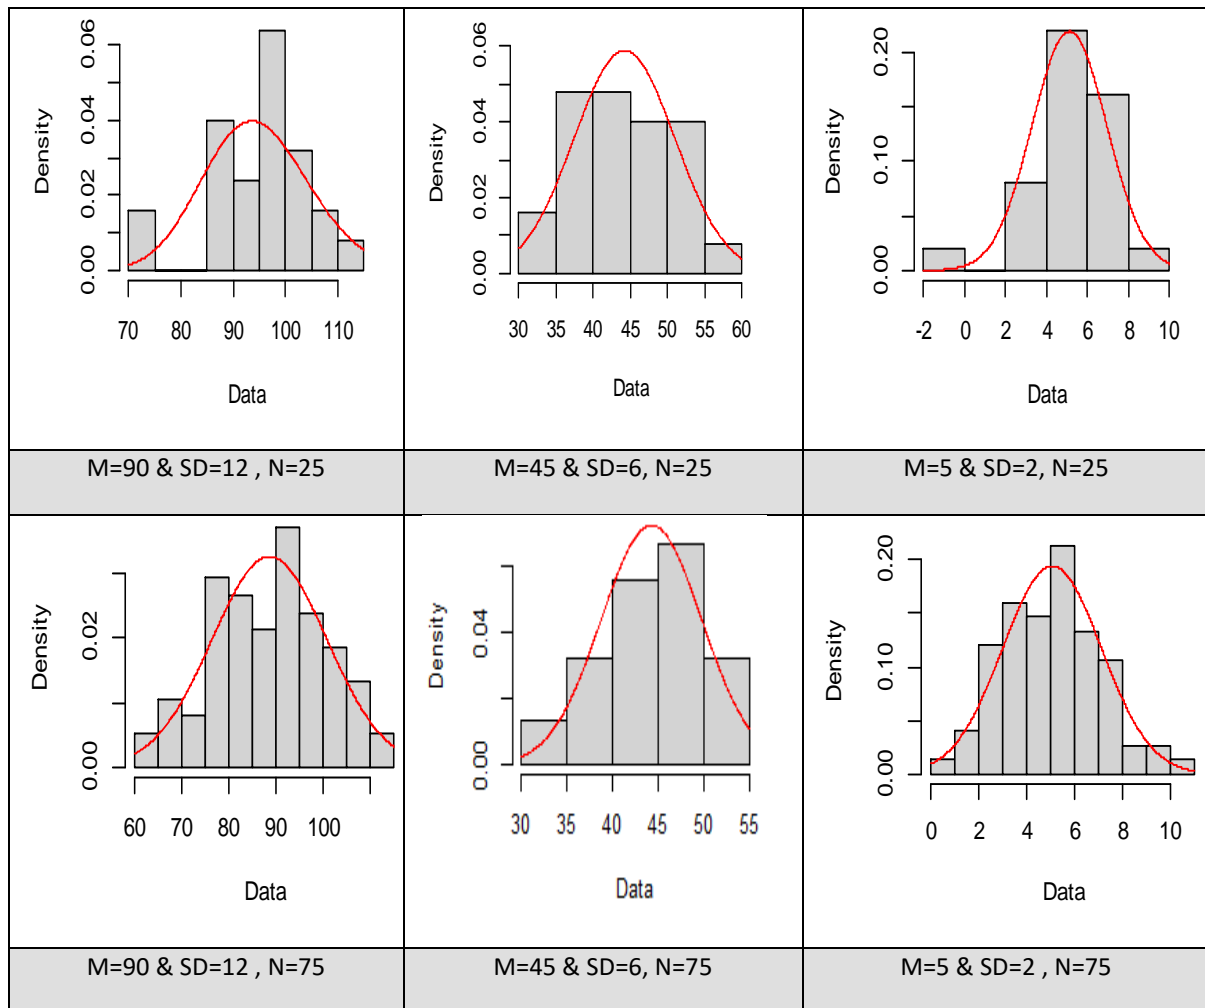 Density
0.00 0.02 0.04 0.06
70 80 90 100 110
Data
Density
0.00 0.02 0.04 0.06
30 35 40 45 50 55 60
Data
Density
0.00 0.10 0.20
-2 0 2 4 6 8 10
Data
M=90 & SD=12 , N=25
M=45 & SD=6, N=25
M=5 & SD=2, N=25
Density
0.00 0.02
60 70 80 90 100
Data
Density
0.00 0.04
30 35 40 45 50 55
Data
Density
0.00 0.10 0.20
0 2 4 6 8 10
Data
M=90 & SD=12 , N=75
M=45 & SD=6, N=75
M=5 & SD=2 , N=75